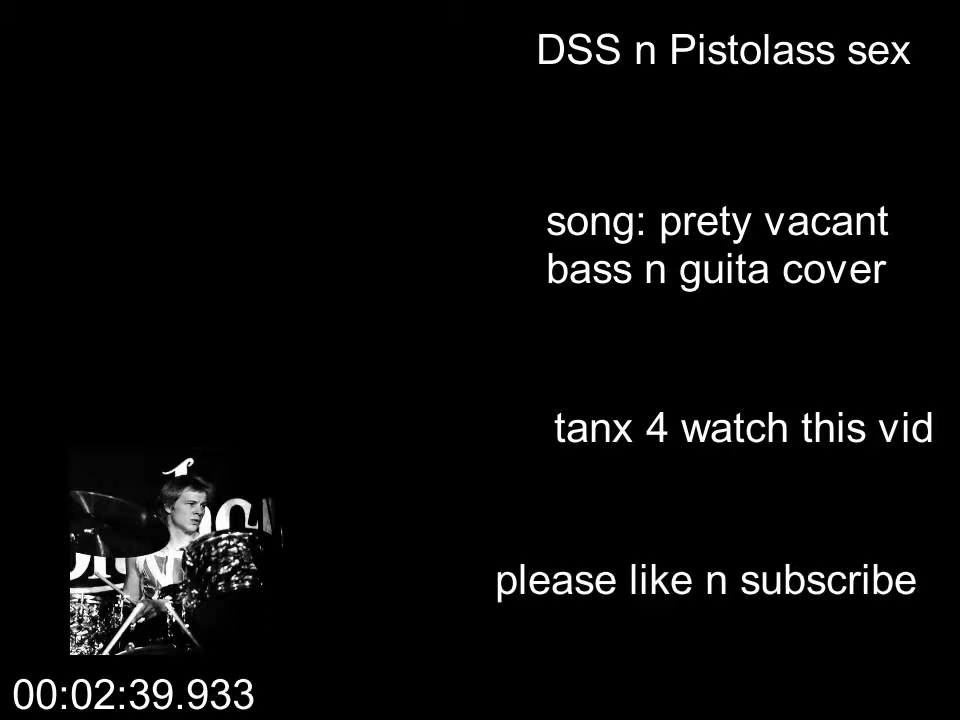 DSS n Pistolass sex
song: prety vacant
bass n guita cover
tanx 4 watch this vid
please like n subscribe
00:02:39.933